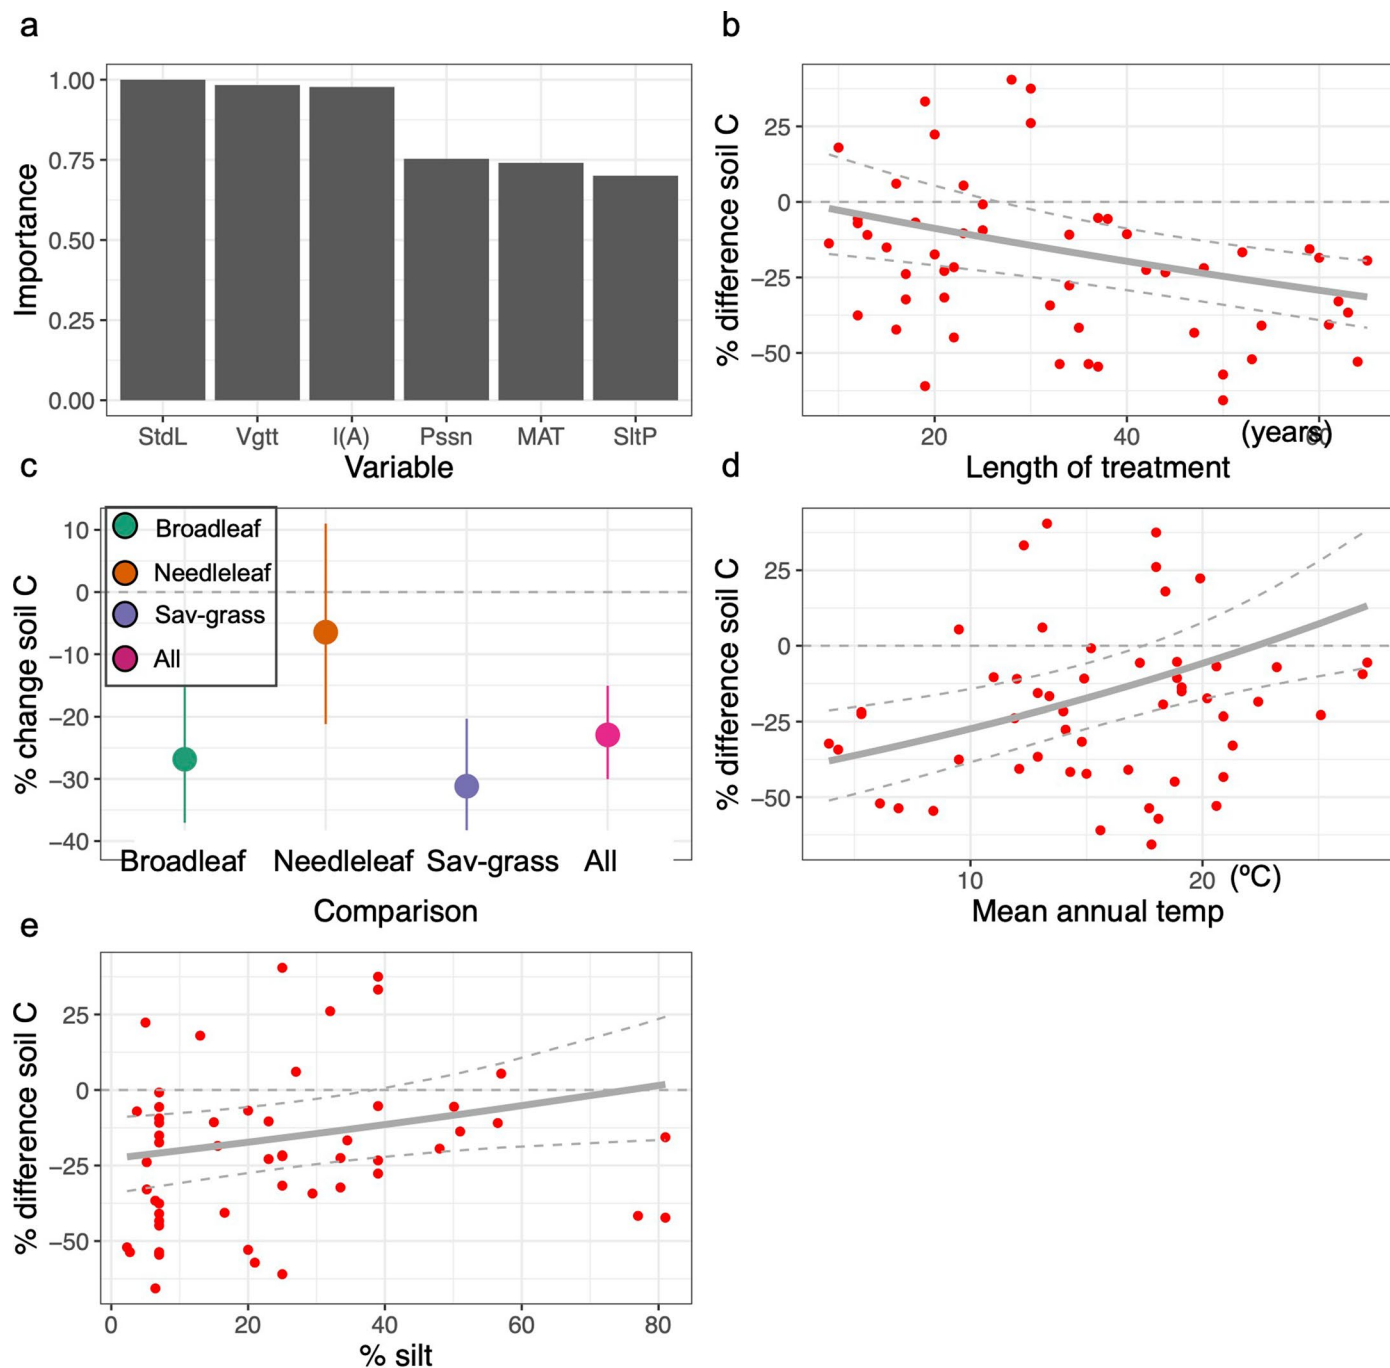 a
1.00
0.75
0.50
0.25
0.00
Importance
StdL Vgtt I(A) Pssn MAT SltP
Variable
b
25
0
−25
−50
% difference soil C
20 40 (years)
Length of treatment
c
Broadleaf
Needleleaf
Sav-grass
All
10
0
−10
−20
−30
−40
% change soil C
Broadleaf Needleleaf Sav-grass All
Comparison
d
25
0
−25
−50
% difference soil C
10 20 (ºC)
Mean annual temp
e
25
0
−25
−50
% difference soil C
0 20 40 60 80
% silt